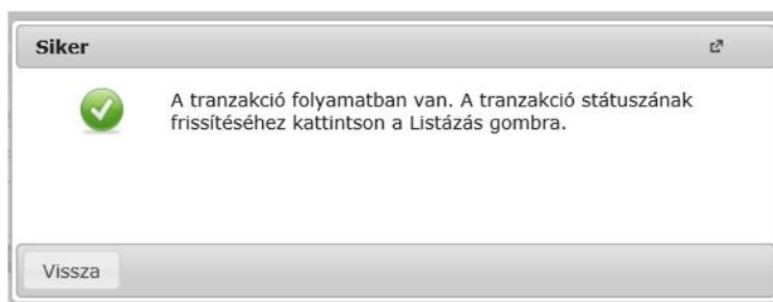 Siker
A tranzakció folyamatban van. A tranzakció státuszának
frissítéséhez kattintson a Listázás gombra.
Vissza